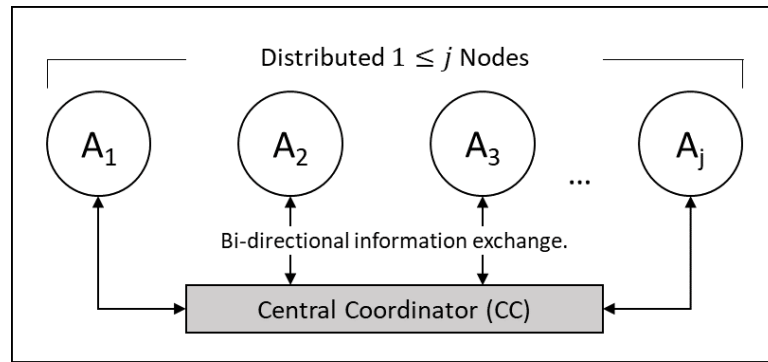 Distributed 1 ≤ j Nodes
A₁ A₂ A₃ ... Aⱼ
Bi-directional information exchange.
Central Coordinator (CC)